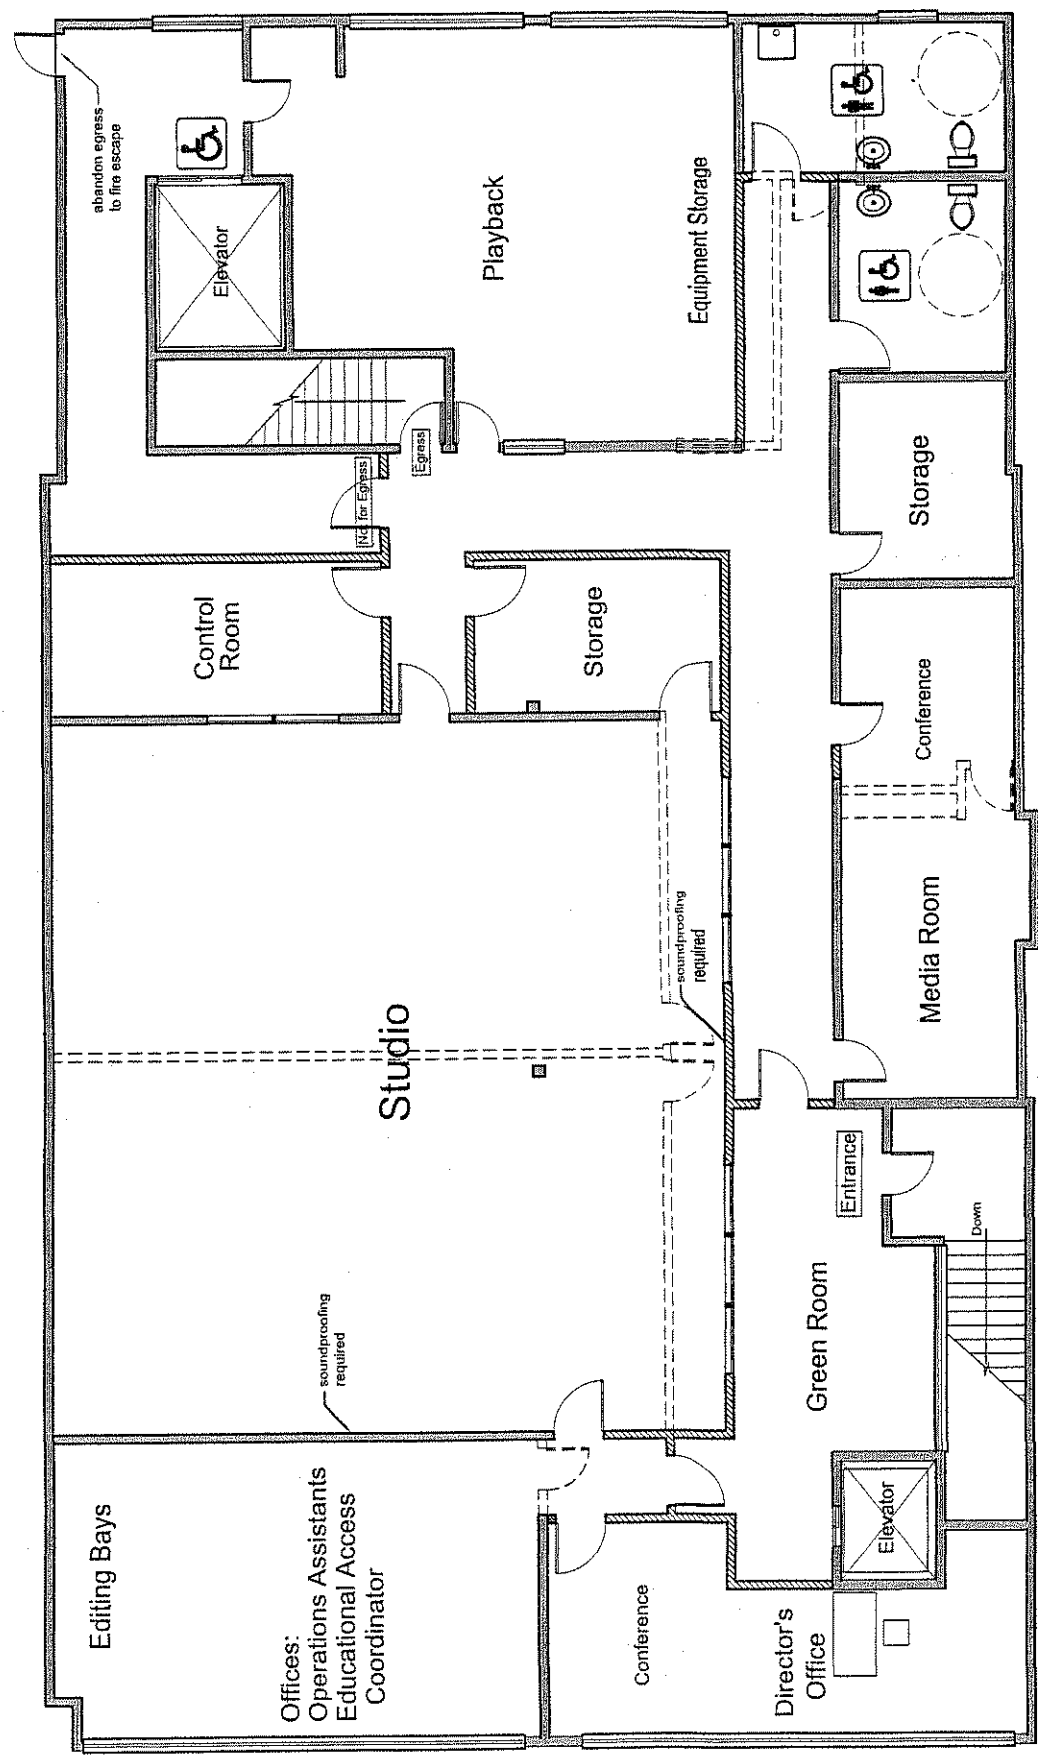 Editing Bays
Offices:
Operations Assistants
Educational Access
Coordinator
Conference
Director's
Office
Elevator
Green Room
Entrance
Down
soundproofing
required
Studio
soundproofing
required
Media Room
Conference
Control
Room
Storage
Storage
Not for Egress
Egress
Elevator
Playback
Equipment Storage
abandon egress
to fire escape